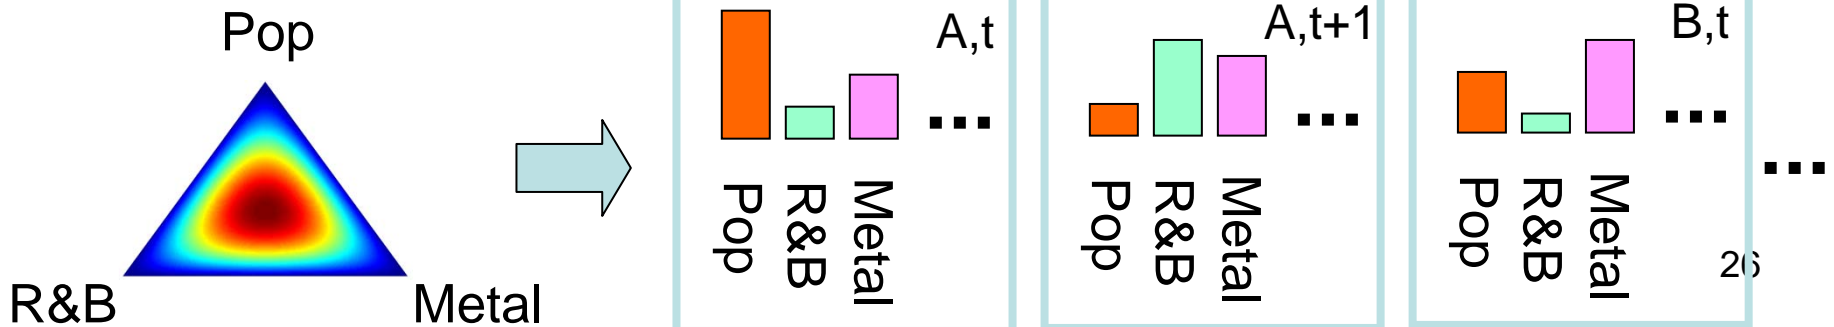 Pop
R&B
Metal
A,t
...
Pop
R&B
Metal
A,t+1
...
Pop
R&B
Metal
B,t
...
Pop
R&B
Metal
...
26